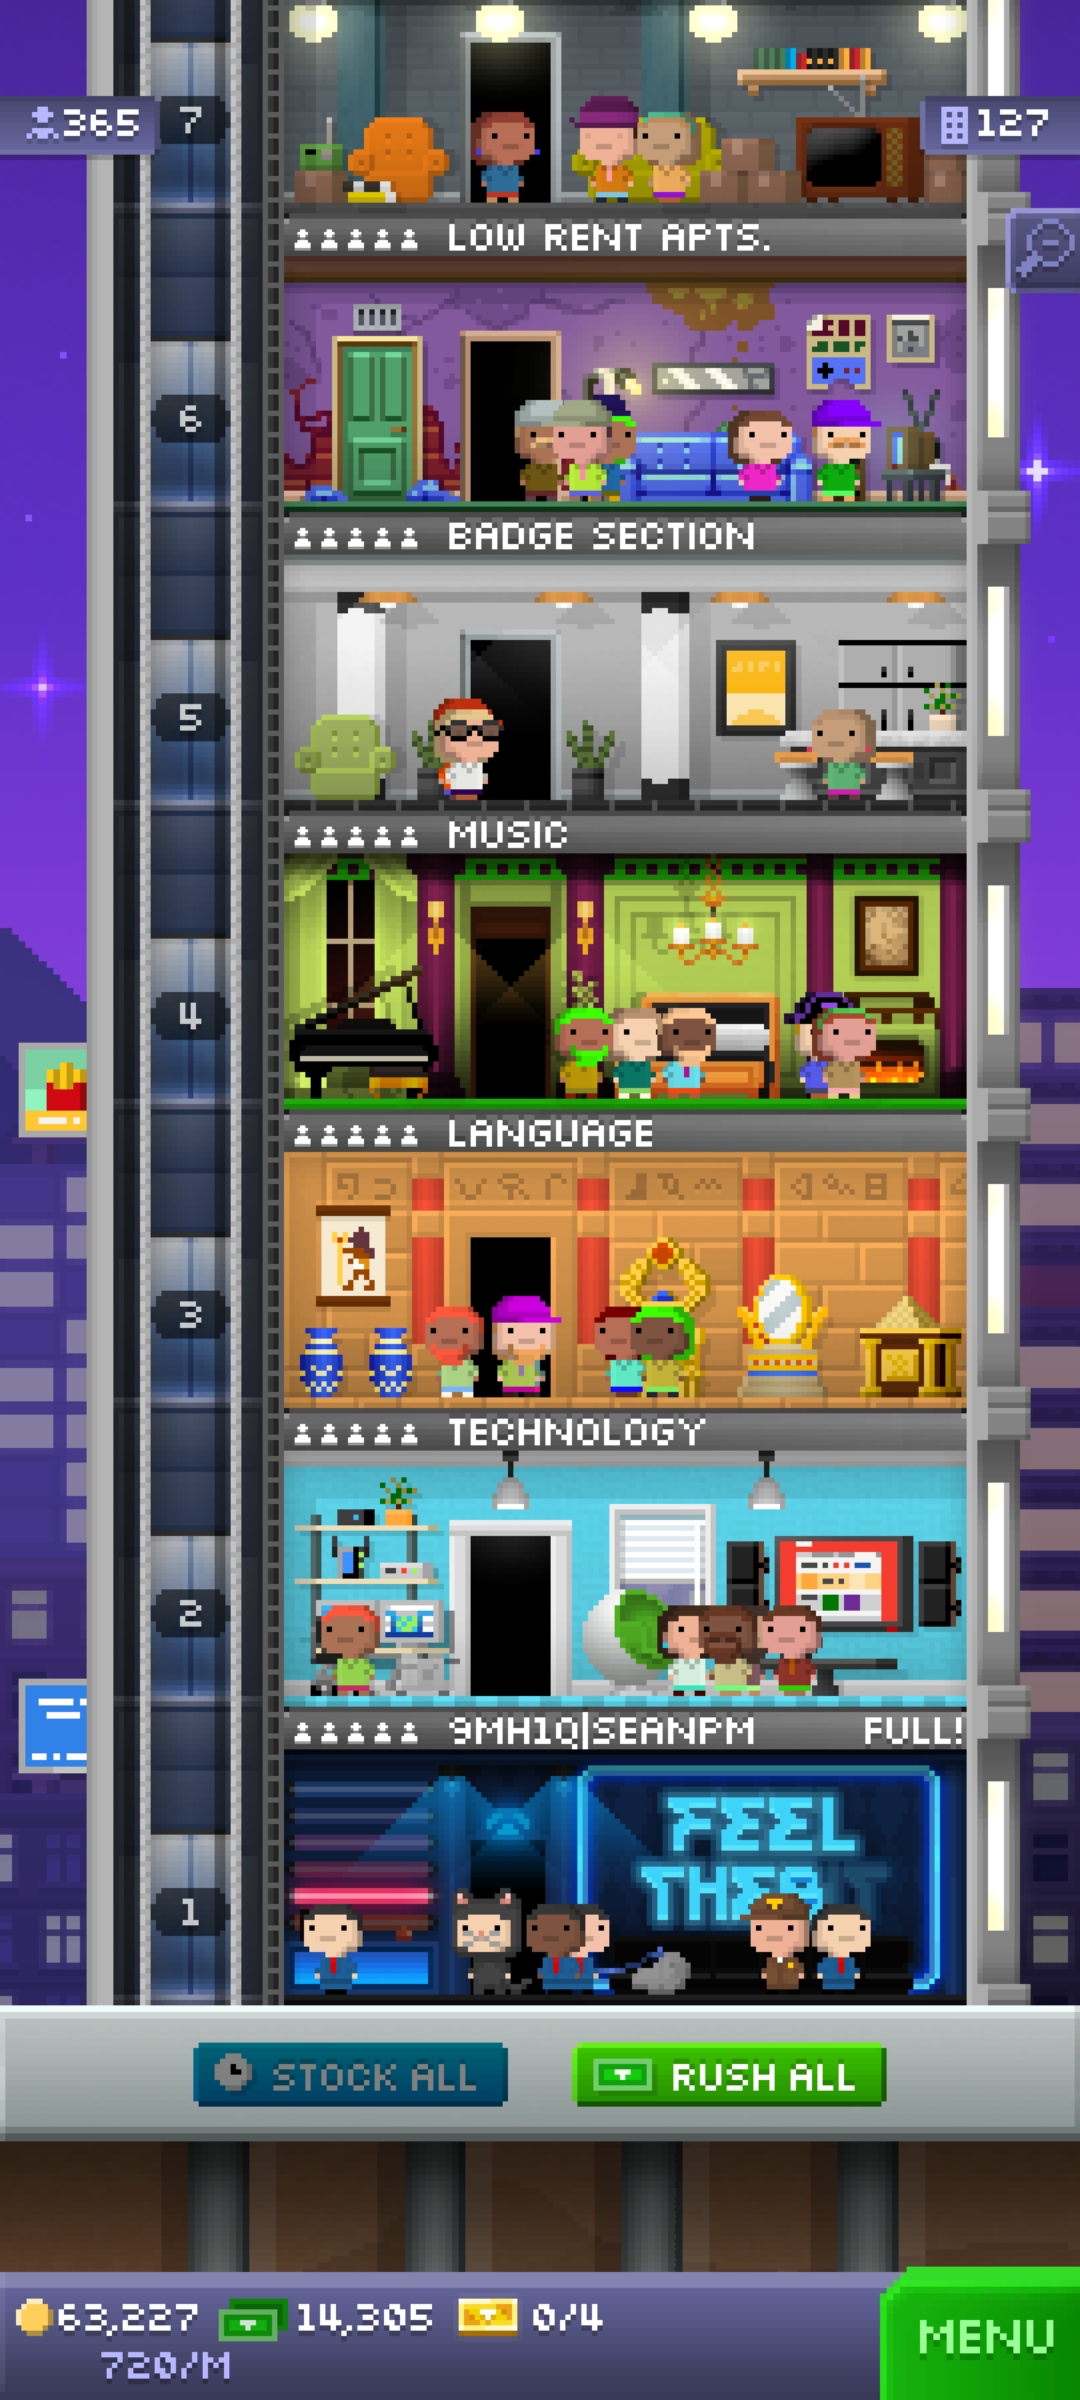 365
7
127
LOW RENT APTS.
6
BADGE SECTION
5
MUSIC
4
LANGUAGE
3
TECHNOLOGY
2
9MH1Q|SEANPM FULL!
FEEL
THE
1
STOCK ALL
RUSH ALL
63,227 14,305 0/4
720/M
MENU